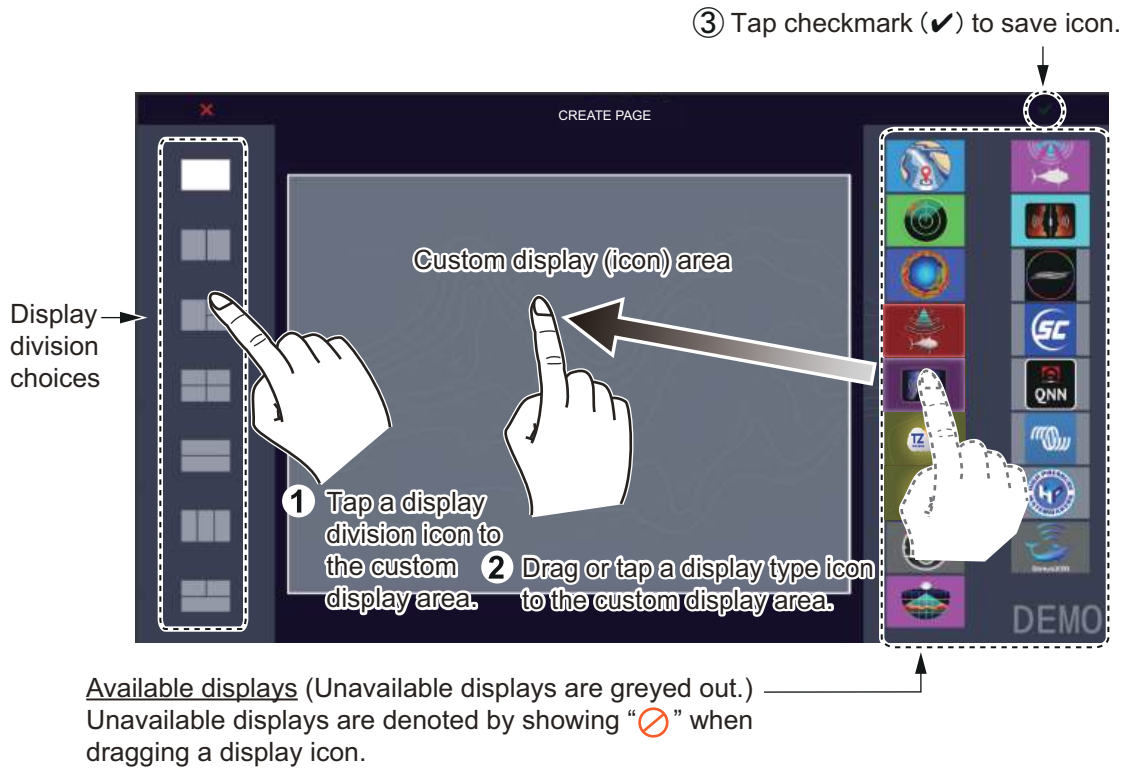 ③ Tap checkmark (✔) to save icon.
CREATE PAGE
Custom display (icon) area
Display
division
choices
① Tap a display
division icon to
the custom
display area.
② Drag or tap a display type icon
to the custom display area.
TZ
SC
QNN
HP
DEMO
Available displays (Unavailable displays are greyed out.)
Unavailable displays are denoted by showing “⊘” when
dragging a display icon.